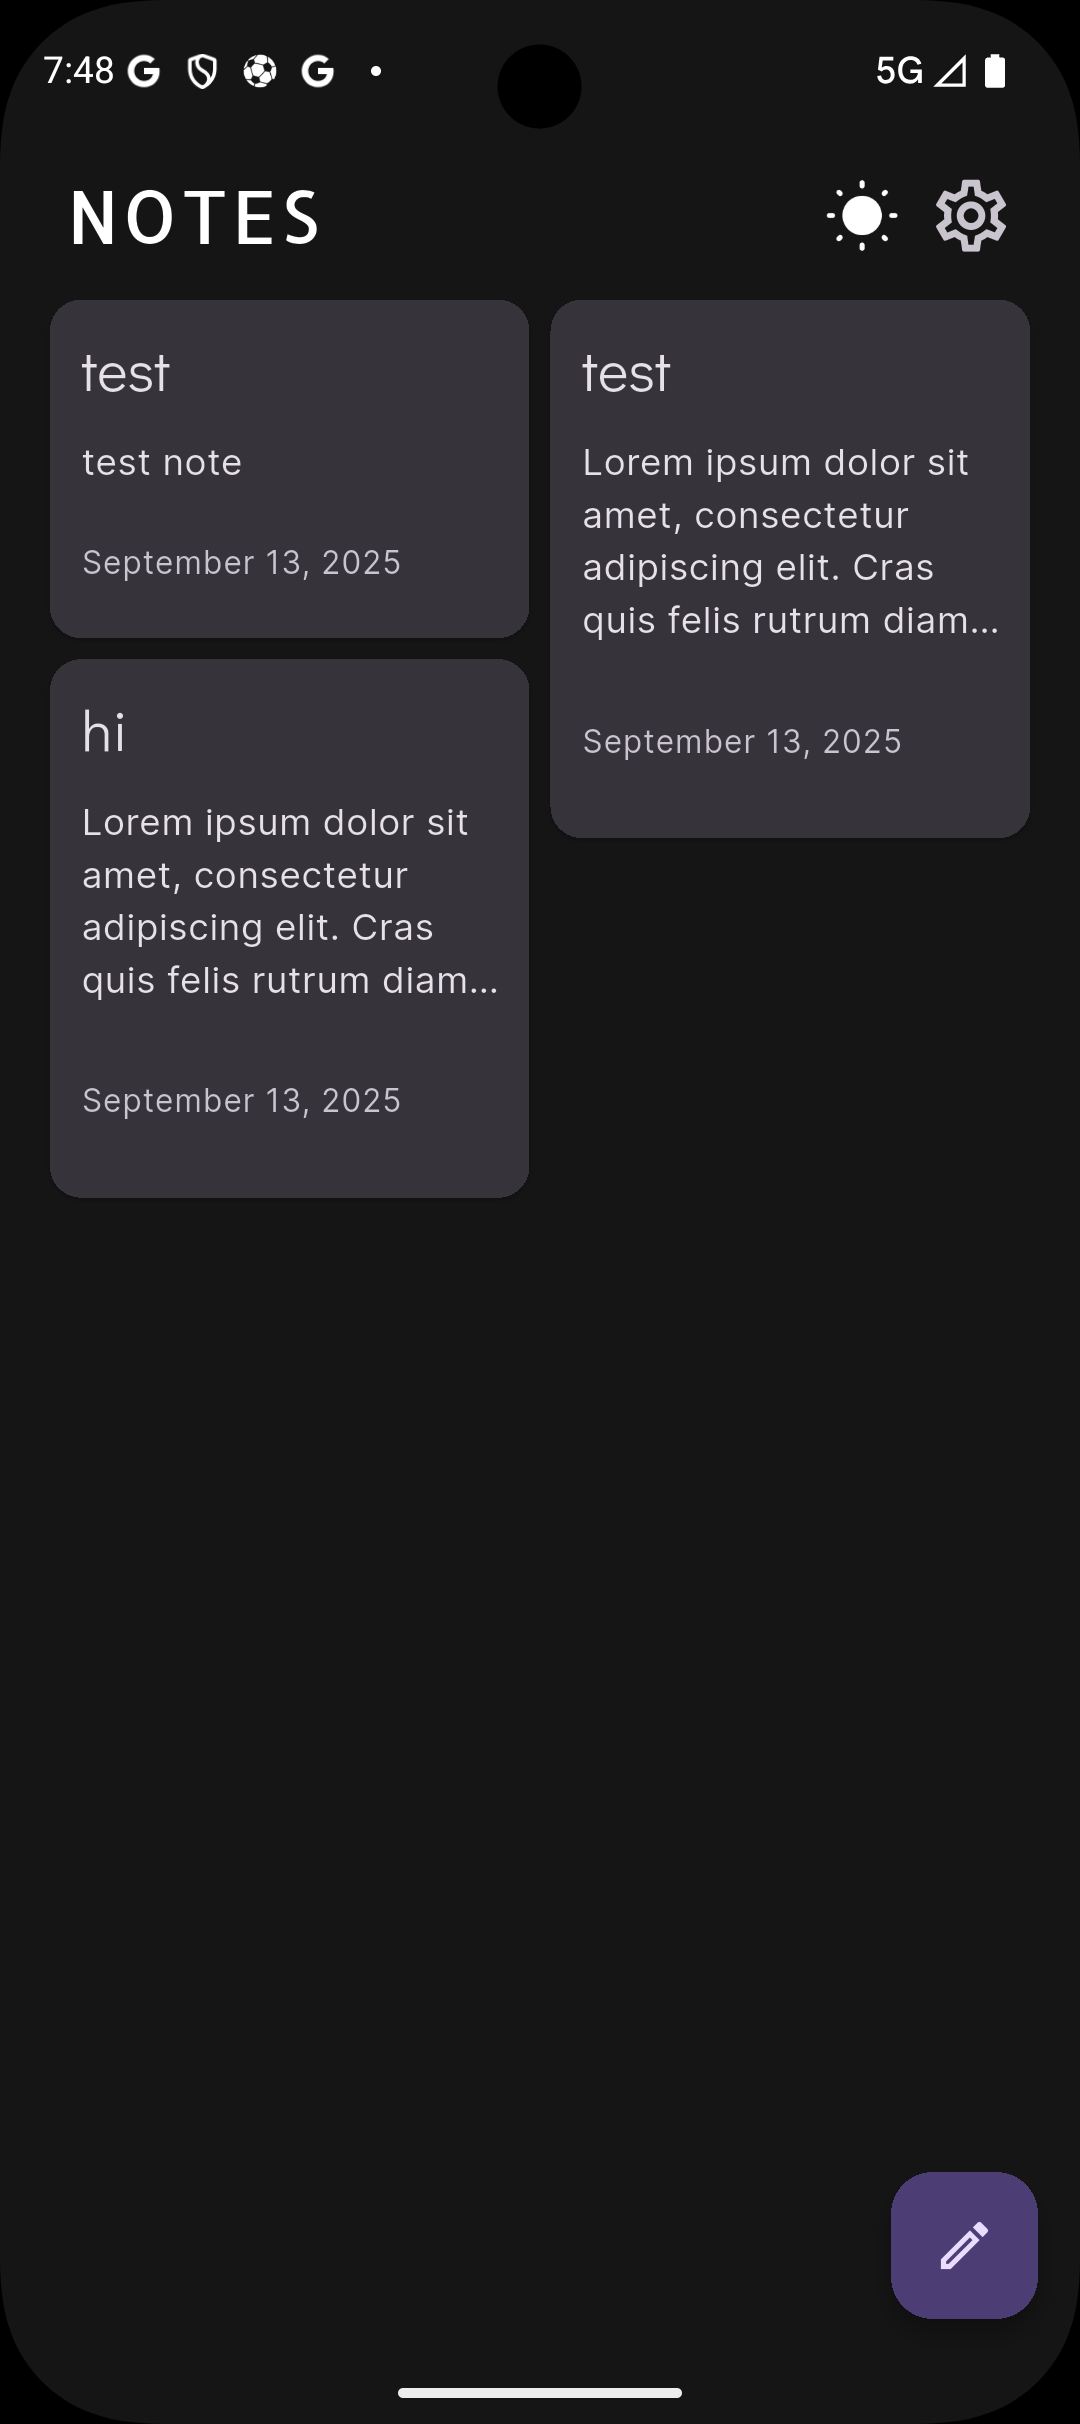 7:48
5G
NOTES
test
test note
September 13, 2025
test
Lorem ipsum dolor sit
amet, consectetur
adipiscing elit. Cras
quis felis rutrum diam...
September 13, 2025
hi
Lorem ipsum dolor sit
amet, consectetur
adipiscing elit. Cras
quis felis rutrum diam...
September 13, 2025